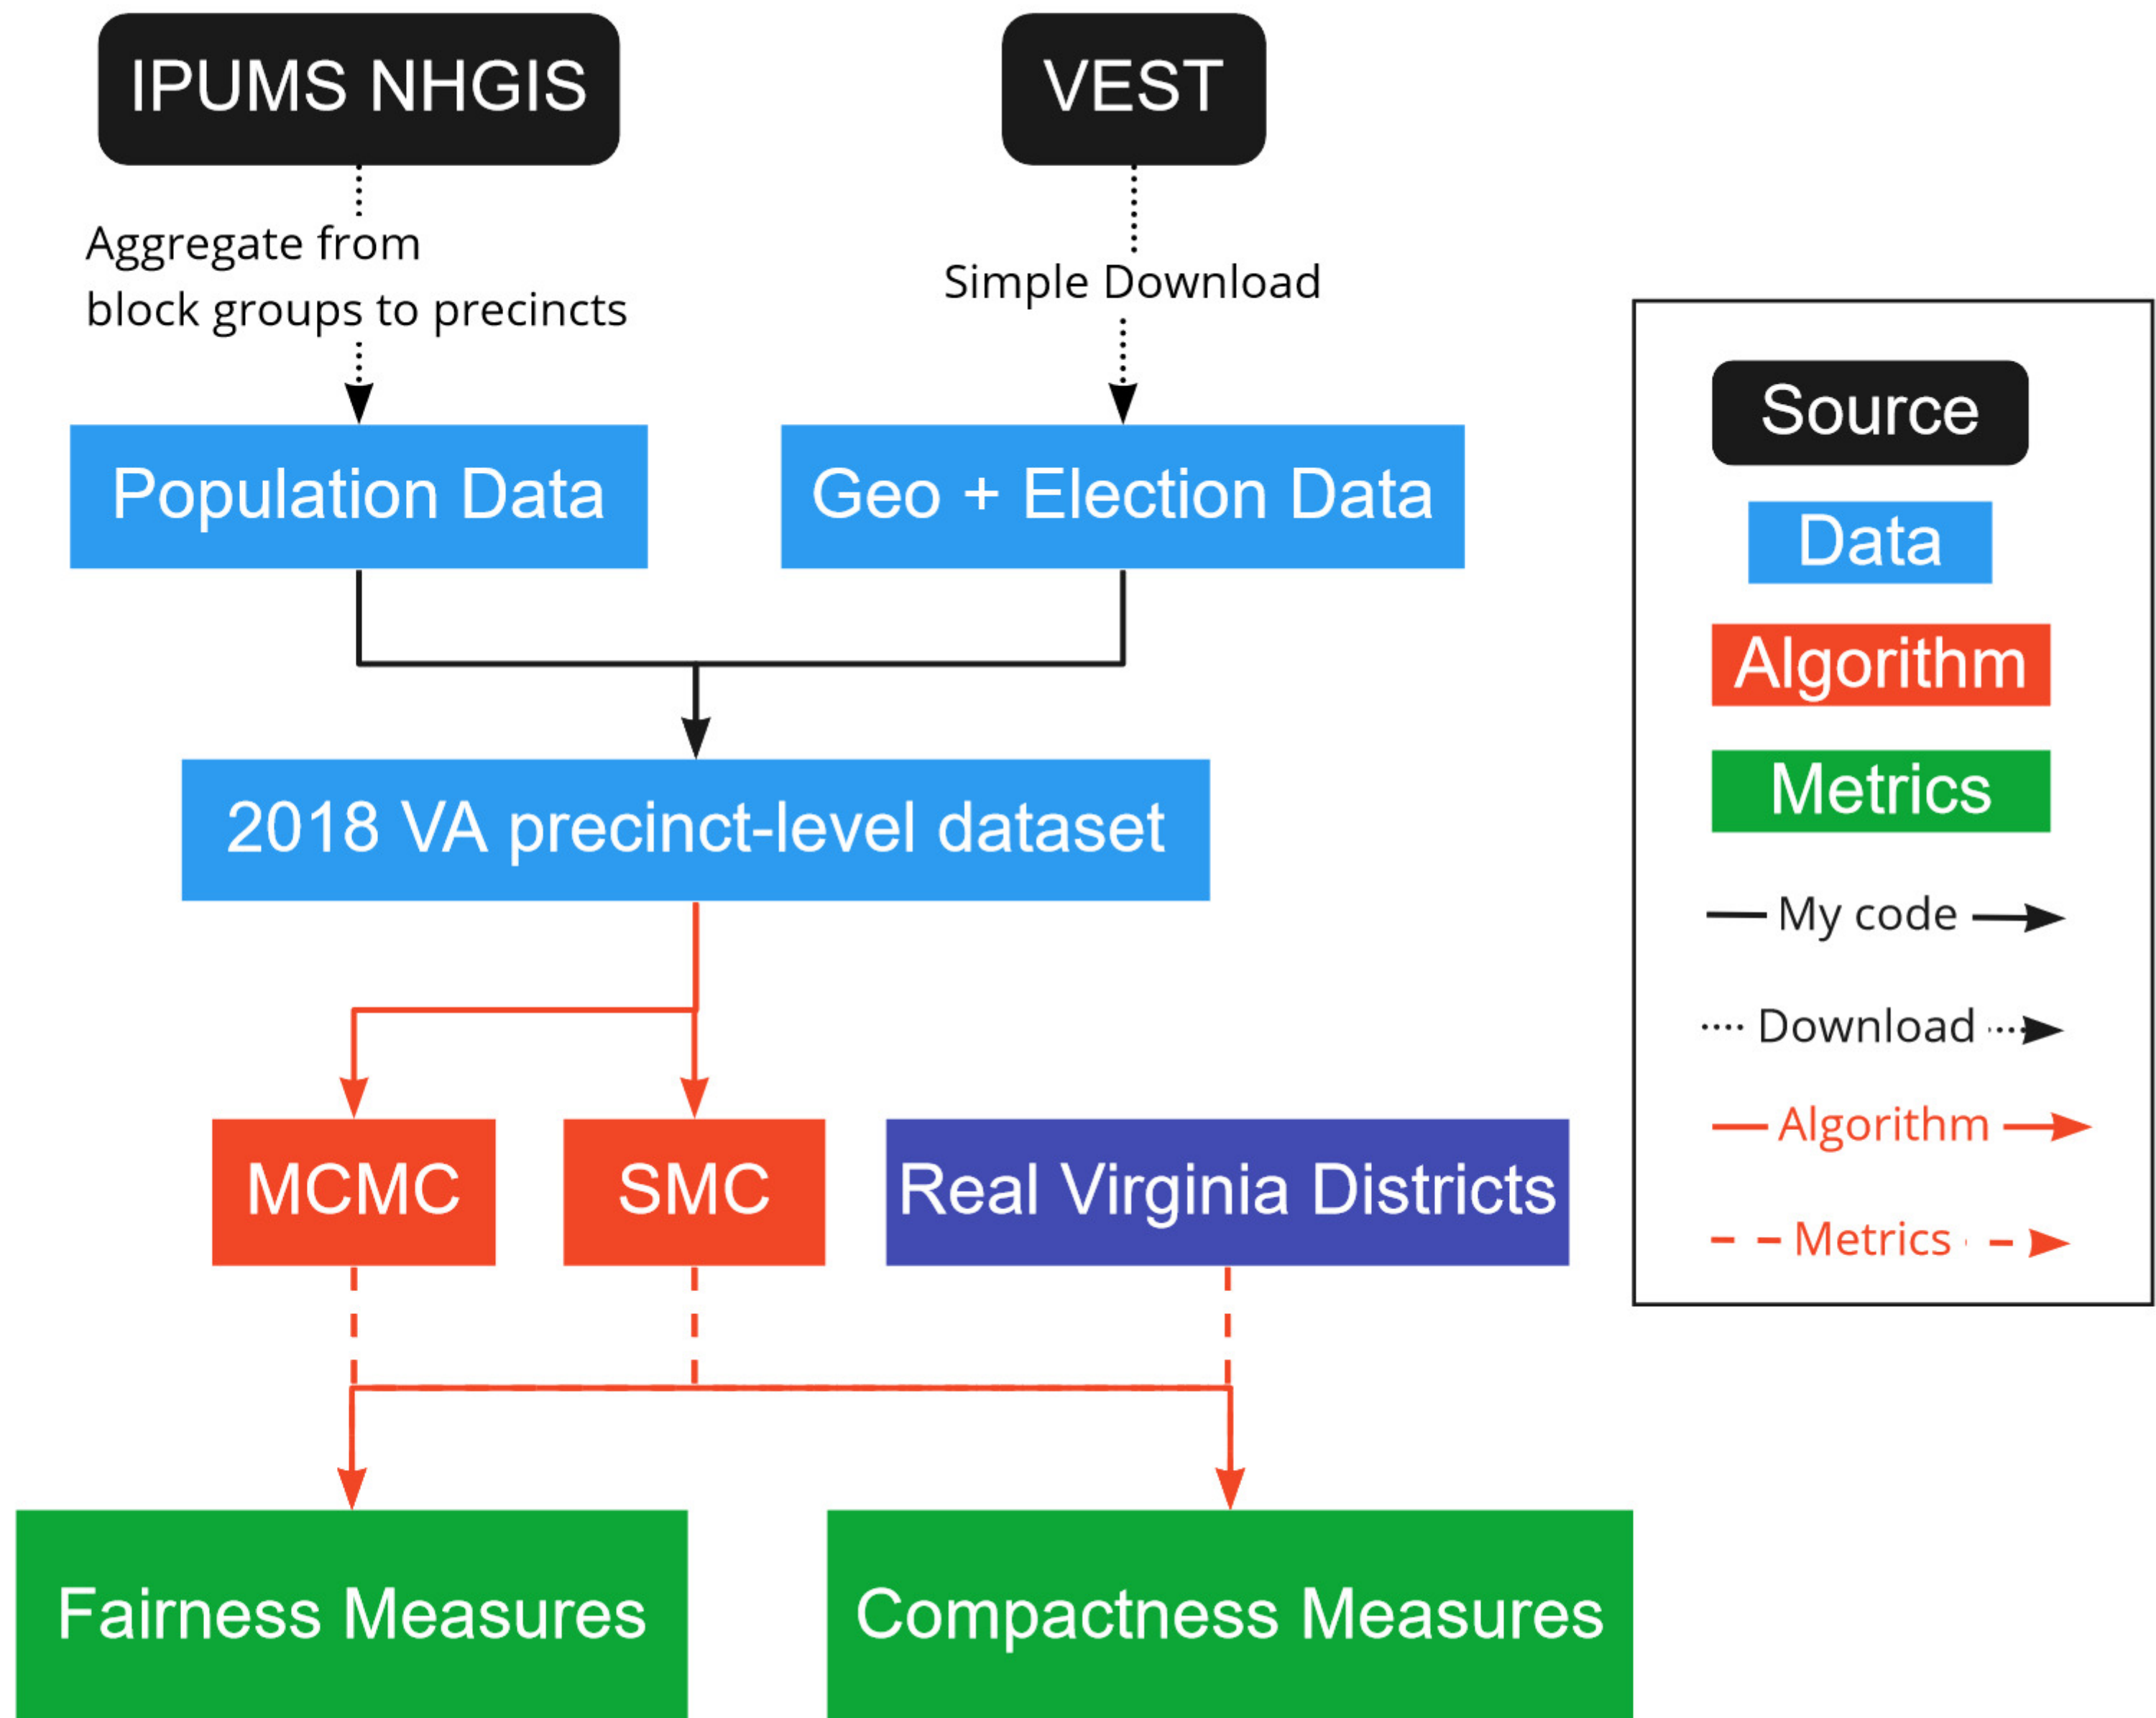 IPUMS NHGIS
VEST
Aggregate from
block groups to precincts
Simple Download
Population Data
Geo + Election Data
2018 VA precinct-level dataset
MCMC
SMC
Real Virginia Districts
Fairness Measures
Compactness Measures
Source
Data
Algorithm
Metrics
My code
Download
Algorithm
Metrics